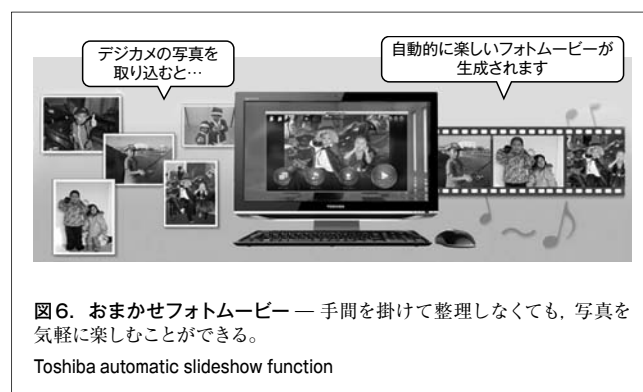 デジカメの写真を
取り込むと…
自動的に楽しいフォトムービーが
生成されます
TOSHIBA
図6. おまかせフォトムービー — 手間を掛けて整理しなくても,写真を
気軽に楽しむことができる。
Toshiba automatic slideshow function